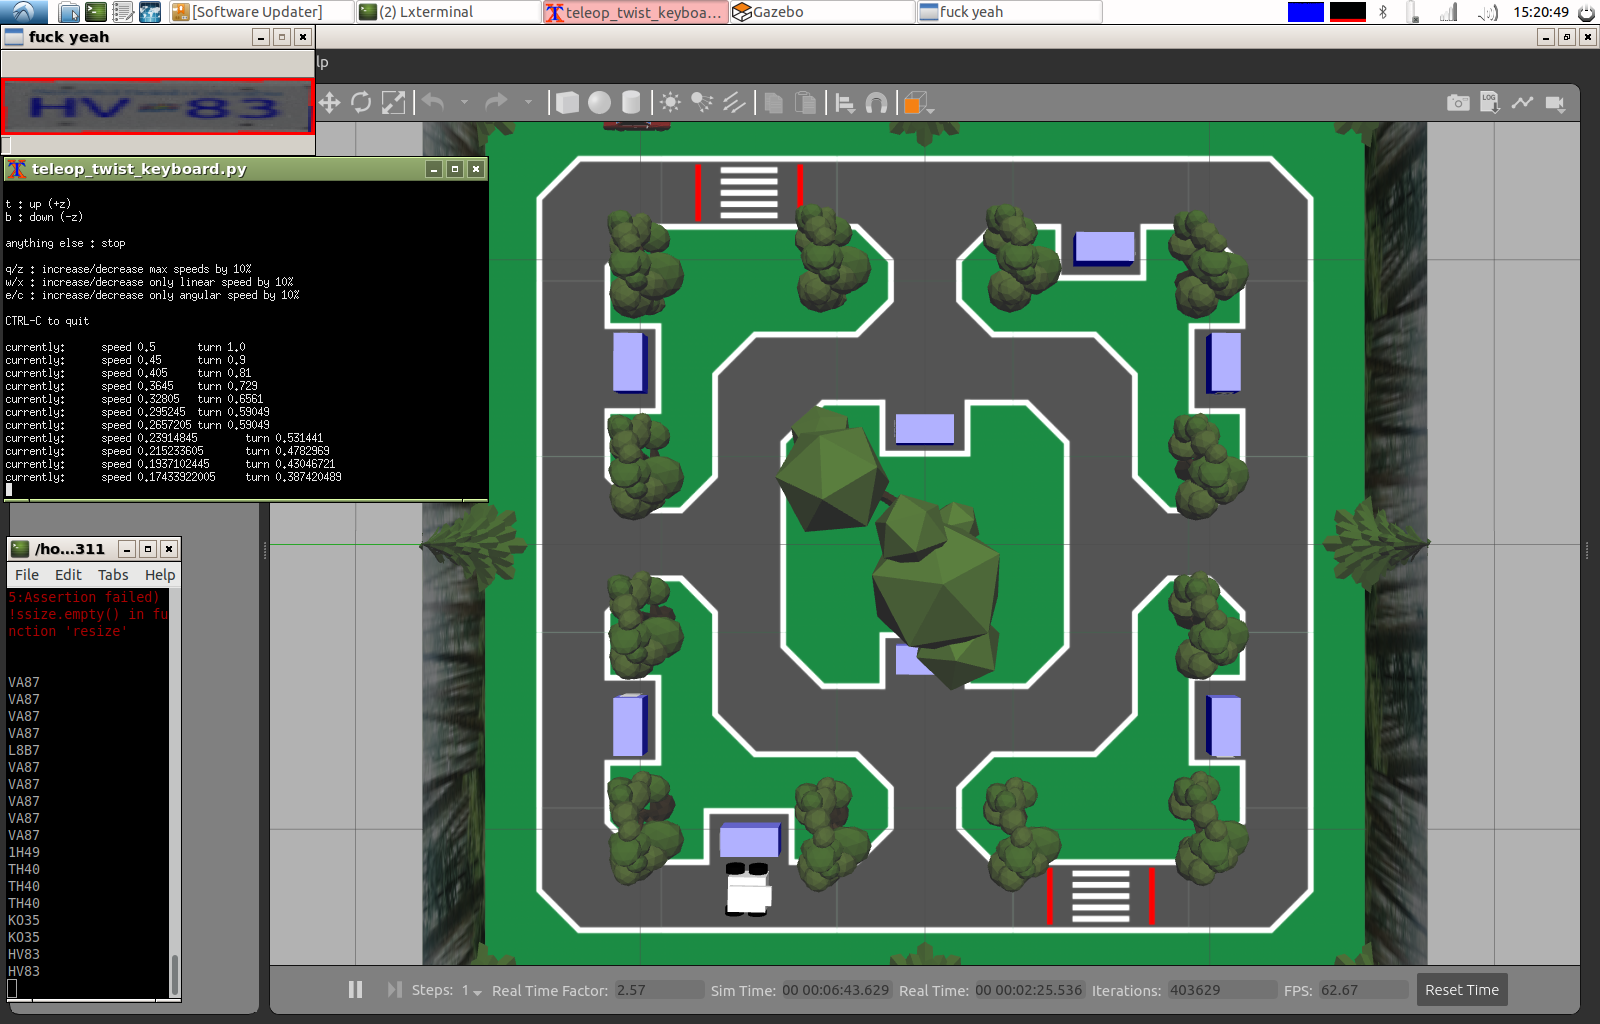 [Software Updater]
(2) Lxterminal
teleop_twist_keyboa...
Gazebo
fuck yeah
15:20:49
fuck yeah
lp
HV-83
LOG
teleop_twist_keyboard.py
t : up (+z)
b : down (-z)
anything else : stop
q/z : increase/decrease max speeds by 10%
w/x : increase/decrease only linear speed by 10%
e/c : increase/decrease only angular speed by 10%
CTRL-C to quit
currently: speed 0.5 turn 1.0
currently: speed 0.45 turn 0.9
currently: speed 0.405 turn 0.81
currently: speed 0.3645 turn 0.729
currently: speed 0.32805 turn 0.6561
currently: speed 0.295245 turn 0.59049
currently: speed 0.2657205 turn 0.59049
currently: speed 0.23914845 turn 0.531441
currently: speed 0.215233605 turn 0.4782969
currently: speed 0.1937102445 turn 0.43046721
currently: speed 0.17433922005 turn 0.387420489
/ho...311
File Edit Tabs Help
5:Assertion failed)
!ssize.empty() in fu
nction 'resize'
VA87
VA87
VA87
VA87
L8B7
VA87
VA87
VA87
VA87
VA87
1H49
TH40
TH40
TH40
KO35
KO35
HV83
HV83
Steps: 1 Real Time Factor: 2.57 Sim Time: 00 00:06:43.629 Real Time: 00 00:02:25.536 Iterations: 403629 FPS: 62.67 Reset Time